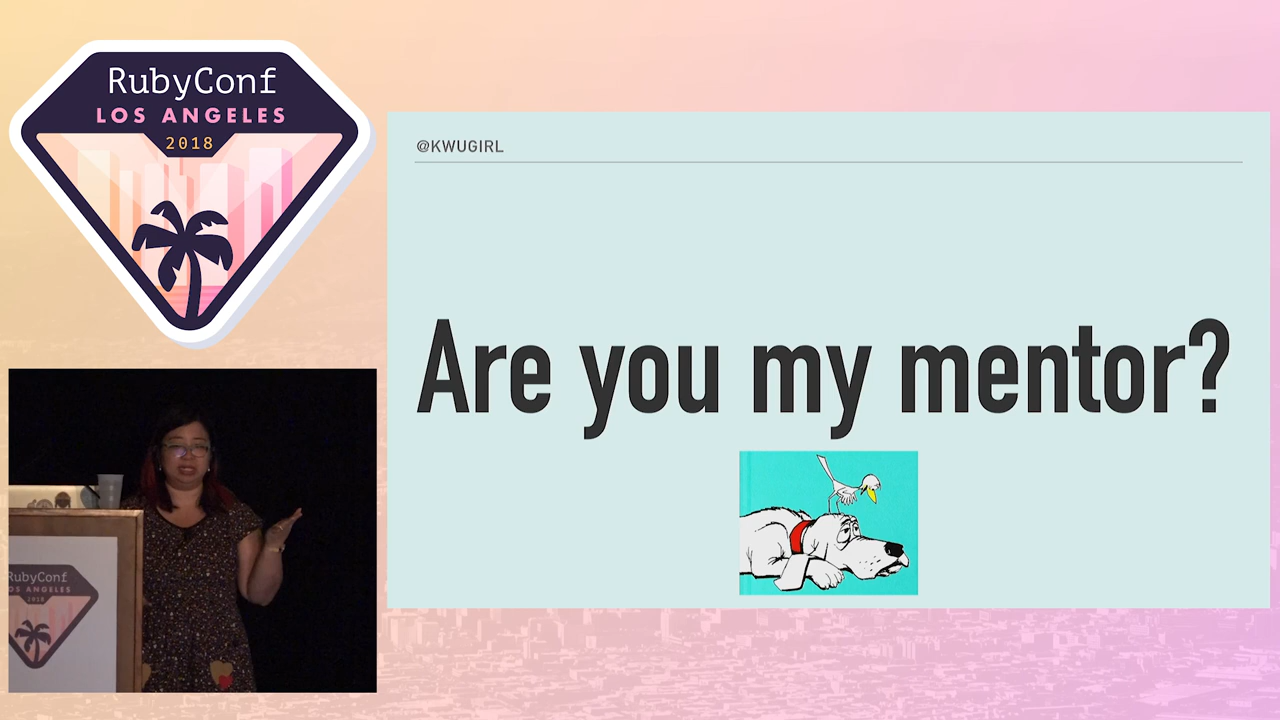 RubyConf
LOS ANGELES
2018
@KWUGIRL
Are you my mentor?
RubyConf
LOS ANGELES